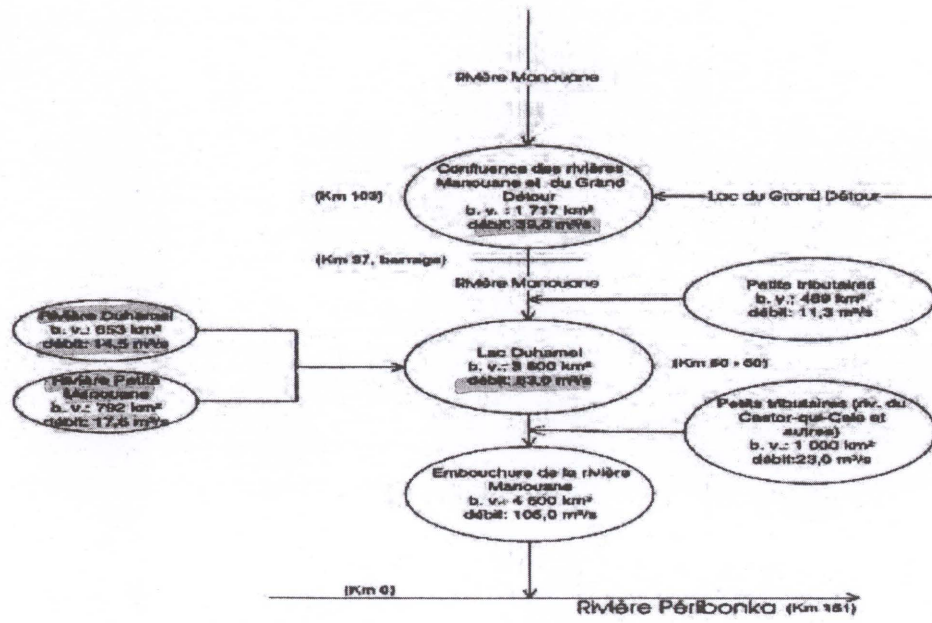 Rivière Manouane
Confluence des rivières
Manouane et du Grand
Détour
b. v. : 1 717 km²
débit: 39,6 m³/s.
(Km 103)
Lac du Grand Détour
(Km 97, barrage)
Rivière Manouane
Petits tributaires
b. v.: 489 km²
débit: 11,3 m³/s
Rivière Duhamel
b. v.: 653 km²
débit: 14,5 m³/s
Rivière Petite
Manouane
b. v.: 792 km²
débit: 17,6 m³/s
Lac Duhamel
b. v.: 3 600 km²
débit: 83,0 m³/s
Petits tributaires (riv. du
Castor-qui-Cale et
autres)
b. v.: 1 000 km²
débit:23,0 m³/s
Embouchure de la rivière
Manouane
b. v.: 4 600 km²
débit: 106,0 m³/s
(Km 0)
Rivière Péribonka (Km 151)